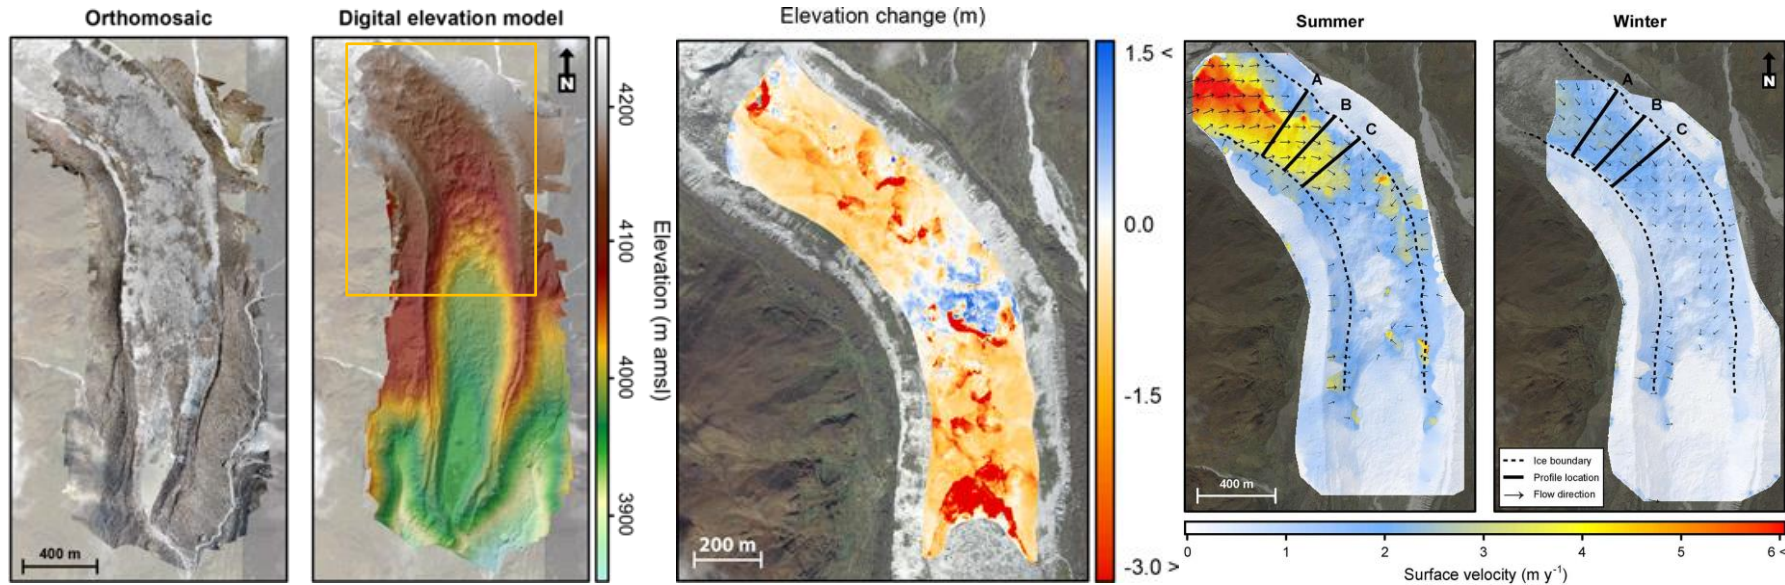 Orthomosaic
Digital elevation model
Elevation change (m)
Summer
Winter
N
400 m
4200
4100
4000
3900
Elevation (m amsl)
200 m
1.5 <
0.0
-1.5
-3.0 >
A
B
C
400 m
A
B
C
N
Ice boundary
Profile location
Flow direction
0 1 2 3 4 5 6 <
Surface velocity (m y⁻¹)